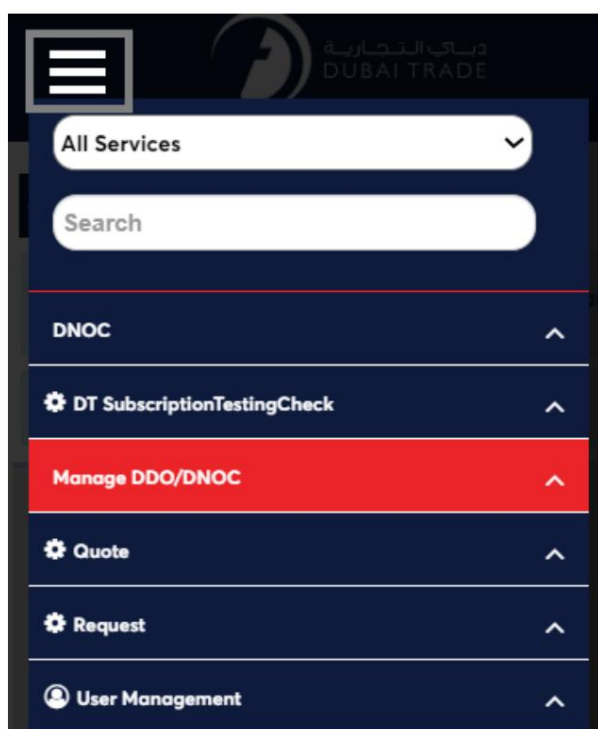 دبي التجارية
DUBAI TRADE
All Services
Search
DNOC
DT SubscriptionTestingCheck
Manage DDO/DNOC
Quote
Request
User Management